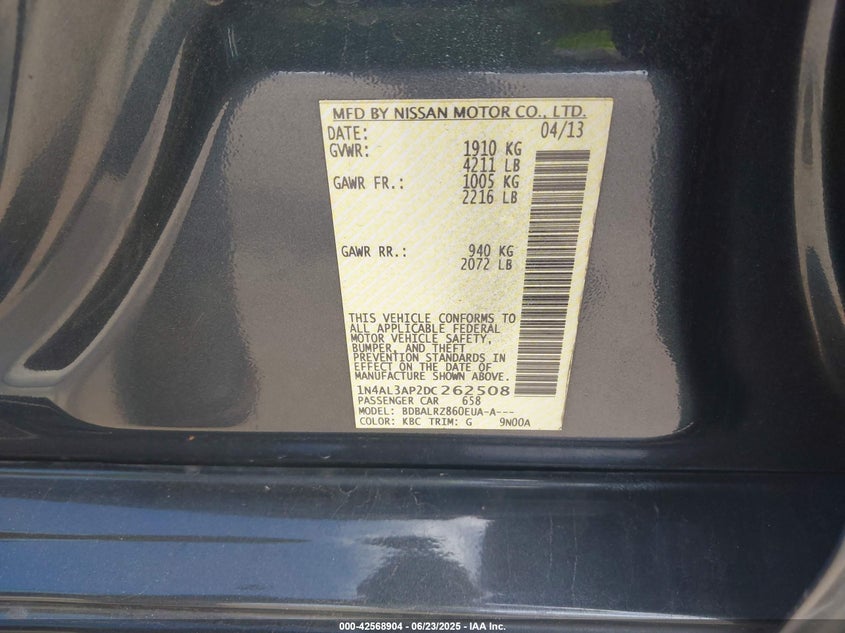 MFD BY NISSAN MOTOR CO., LTD.
DATE: 04/13
GVWR: 1910 KG
4211 LB
GAWR FR.: 1005 KG
2216 LB
GAWR RR.: 940 KG
2072 LB
THIS VEHICLE CONFORMS TO
ALL APPLICABLE FEDERAL
MOTOR VEHICLE SAFETY,
BUMPER, AND THEFT
PREVENTION STANDARDS IN
EFFECT ON THE DATE OF
MANUFACTURE SHOWN ABOVE.
1N4AL3AP2DC262508
PASSENGER CAR 658
MODEL: BDBALRZ860EUA-A---
COLOR: KBC TRIM: G 9N00A
000-42568904 - 06/23/2025 - IAA Inc.